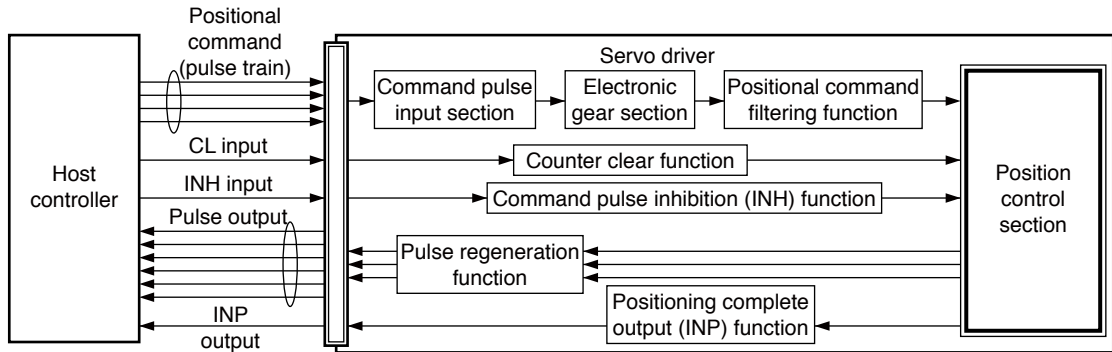 Positional
command
(pulse train)
Host
controller
CL input
INH input
Pulse output
INP
output
Servo driver
Command pulse
input section
Electronic
gear section
Positional command
filtering function
Counter clear function
Command pulse inhibition (INH) function
Pulse regeneration
function
Positioning complete
output (INP) function
Position
control
section